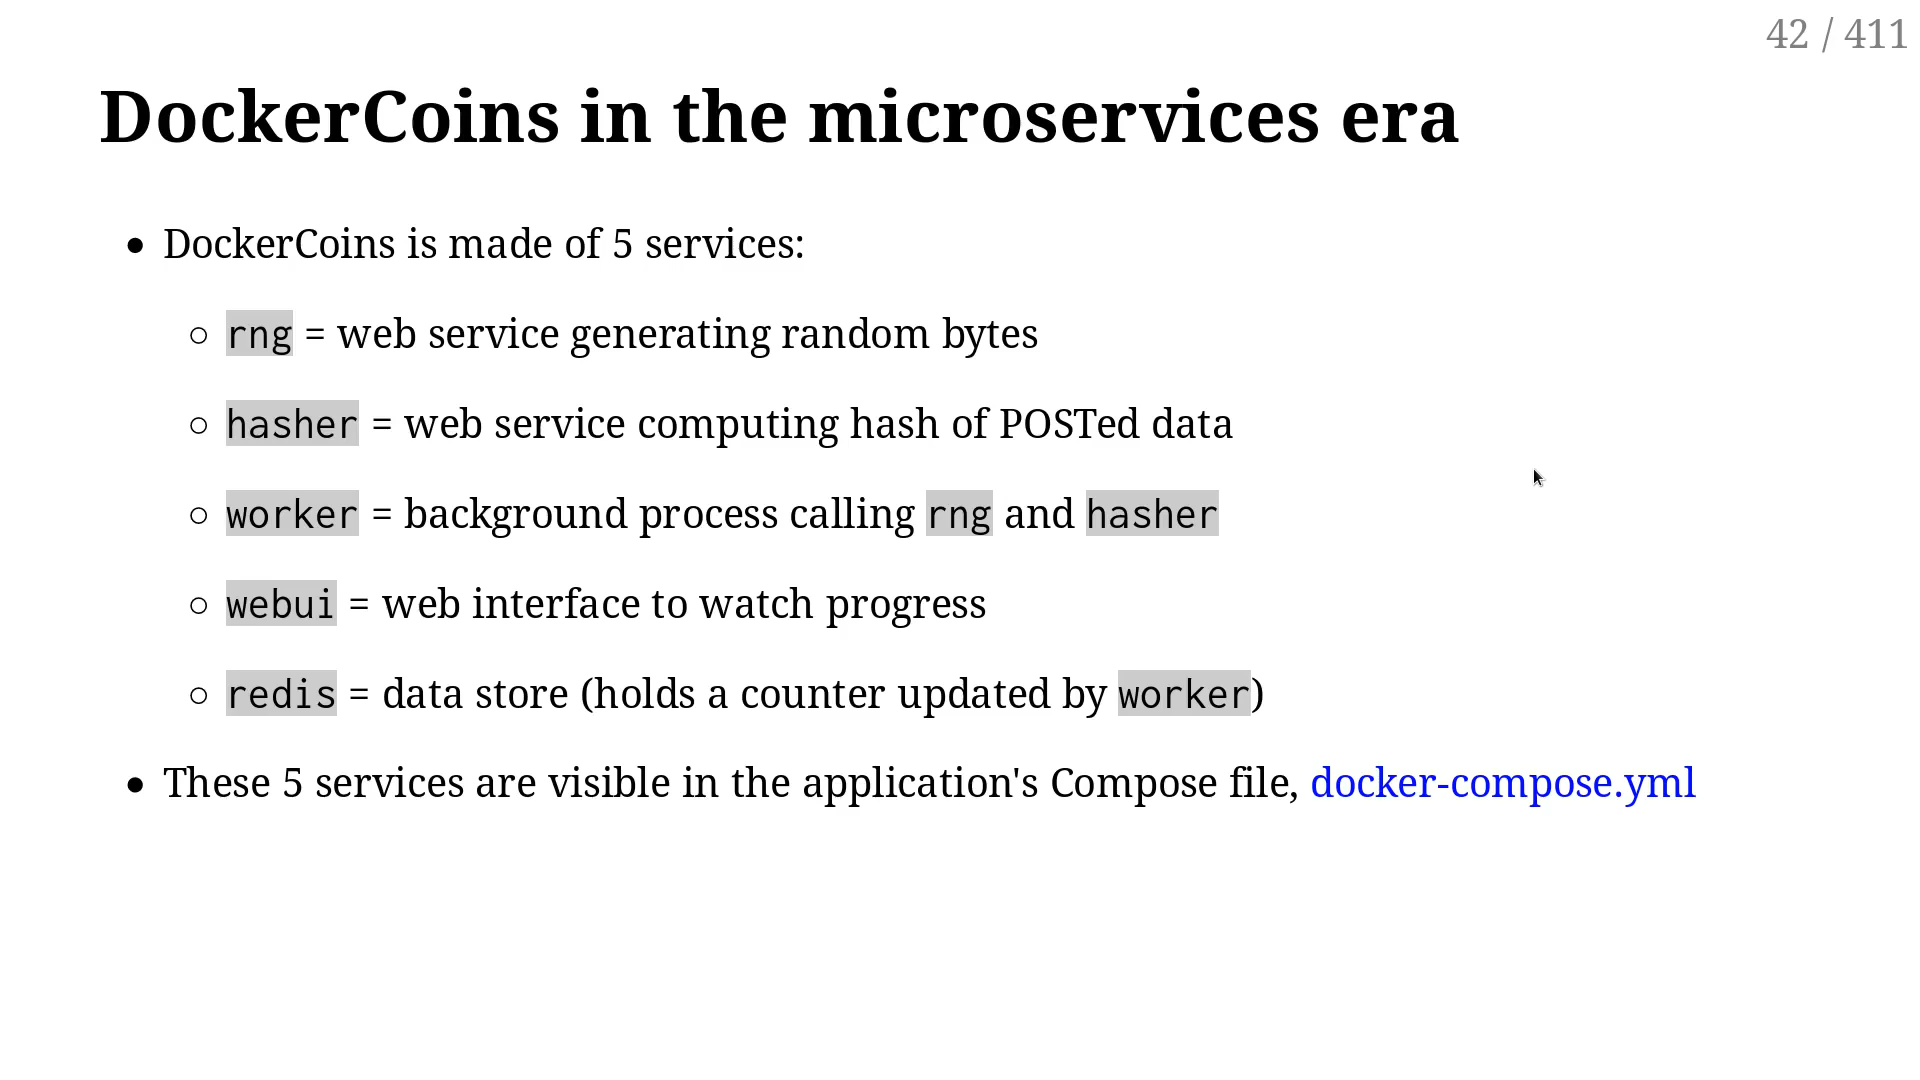 42 / 411
DockerCoins in the microservices era
DockerCoins is made of 5 services:
rng = web service generating random bytes
hasher = web service computing hash of POSTed data
worker = background process calling rng and hasher
webui = web interface to watch progress
redis = data store (holds a counter updated by worker)
These 5 services are visible in the application's Compose file, docker-compose.yml